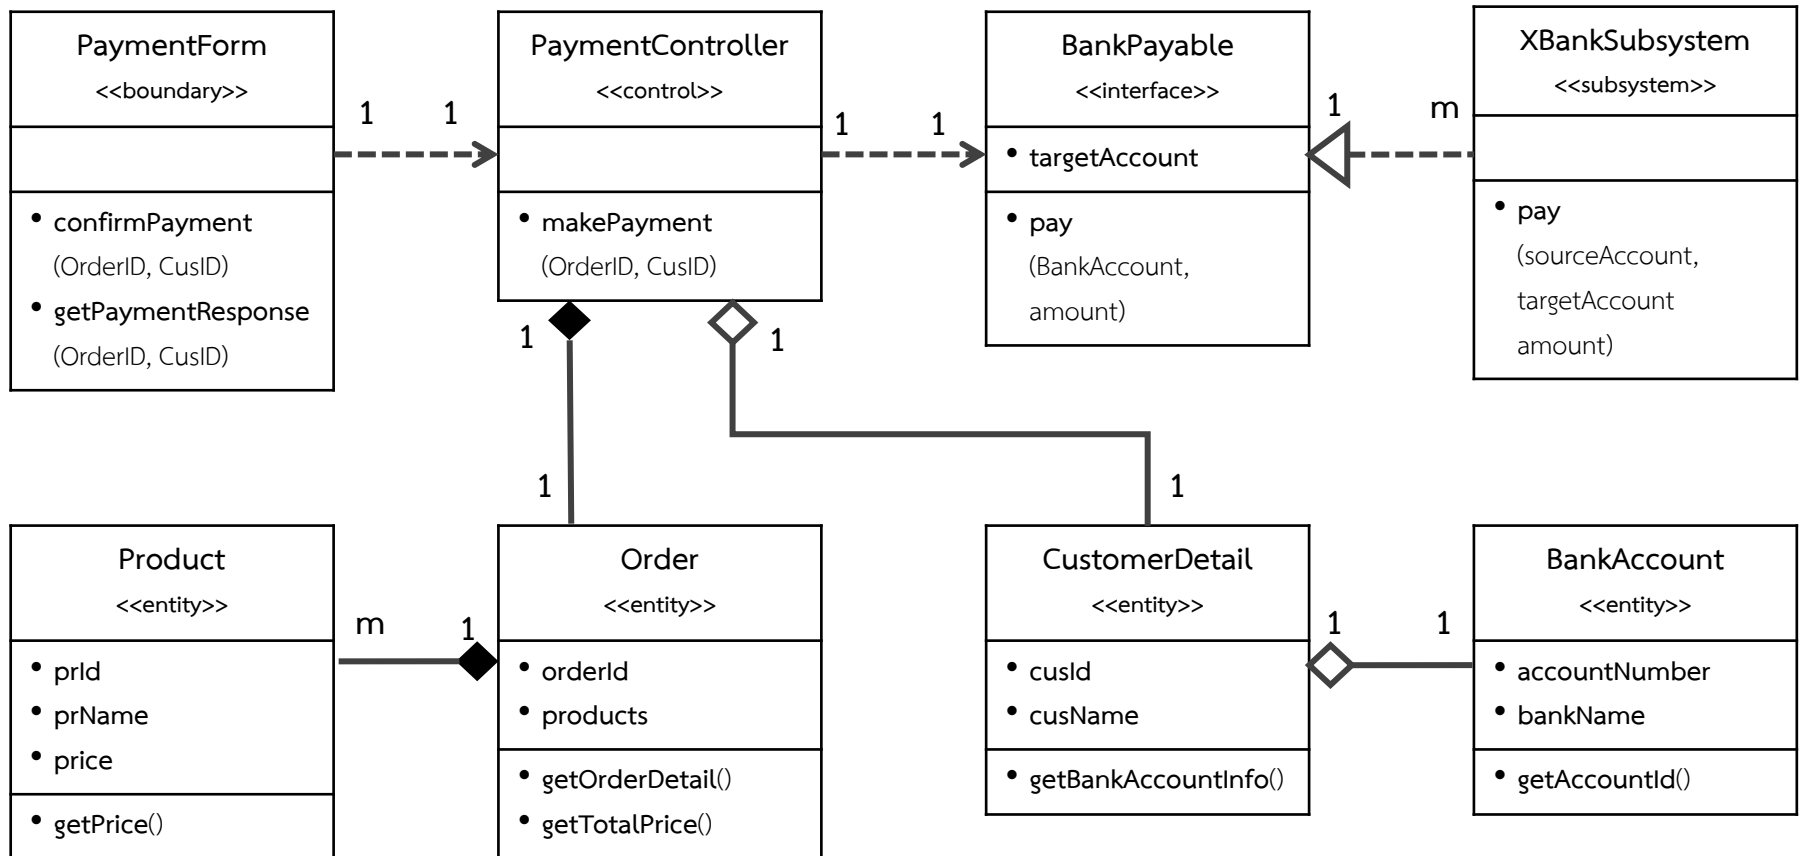 PaymentForm
<<boundary>>
• confirmPayment
(OrderID, CusID)
• getPaymentResponse
(OrderID, CusID)
1
1
PaymentController
<<control>>
• makePayment
(OrderID, CusID)
1
1
BankPayable
<<interface>>
• targetAccount
• pay
(BankAccount,
amount)
1
m
XBankSubsystem
<<subsystem>>
• pay
(sourceAccount,
targetAccount
amount)
1
1
1
1
Product
<<entity>>
• prId
• prName
• price
• getPrice()
m
1
Order
<<entity>>
• orderId
• products
• getOrderDetail()
• getTotalPrice()
CustomerDetail
<<entity>>
• cusId
• cusName
• getBankAccountInfo()
1
1
BankAccount
<<entity>>
• accountNumber
• bankName
• getAccountId()